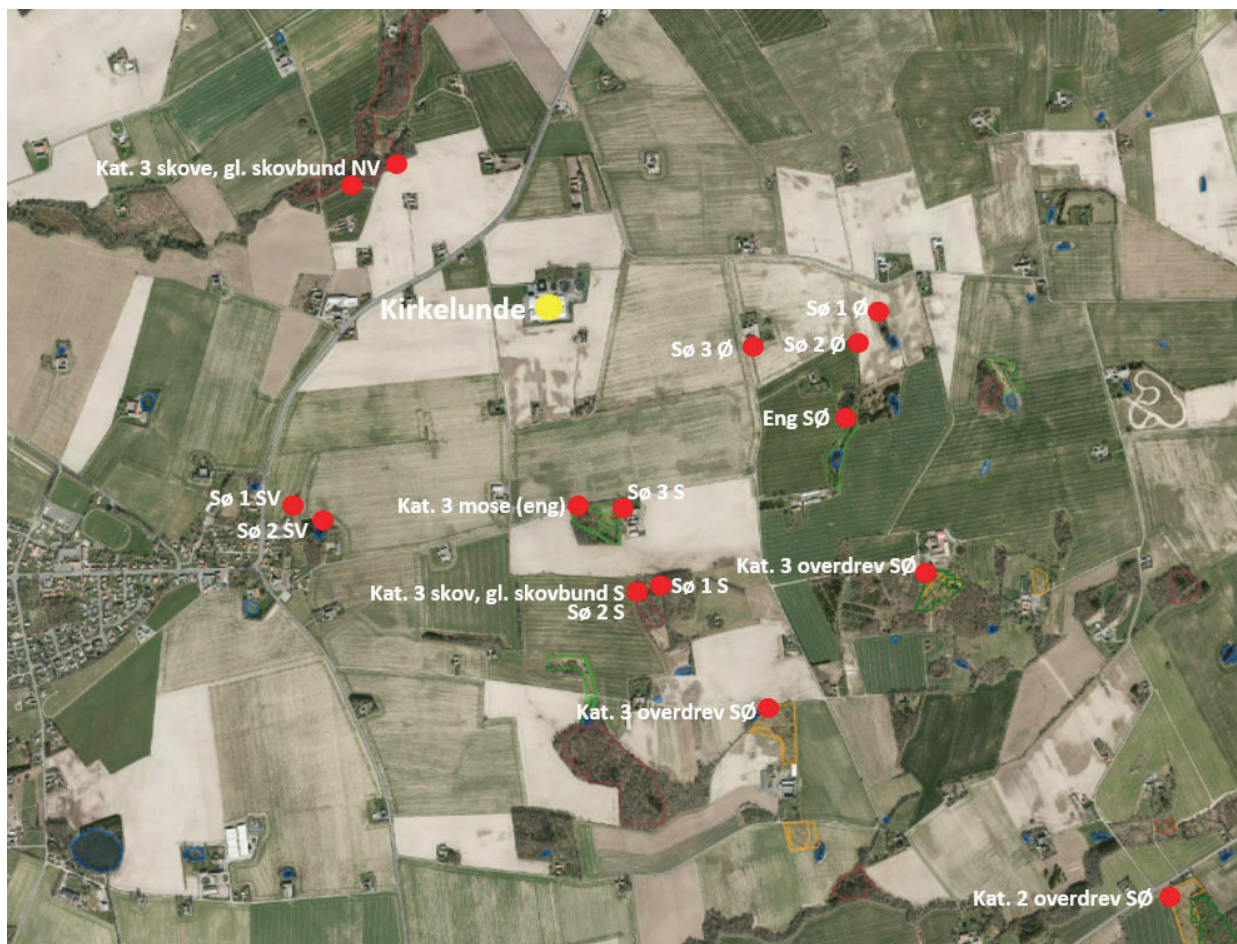 Kat. 3 skove, gl. skovbund NV
Kirkelunde
Sø 1 Ø
Sø 2 Ø
Sø 3 Ø
Eng SØ
Sø 1 SV
Sø 2 SV
Kat. 3 mose (eng)
Sø 3 S
Kat. 3 overdrev SØ
Sø 1 S
Kat. 3 skov, gl. skovbund S
Sø 2 S
Kat. 3 overdrev SØ
Kat. 2 overdrev SØ